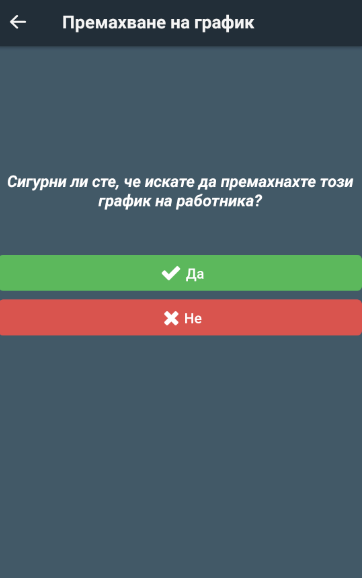 Премахване на график
Сигурни ли сте, че искате да премахнахте този
график на работника?
Да
Не